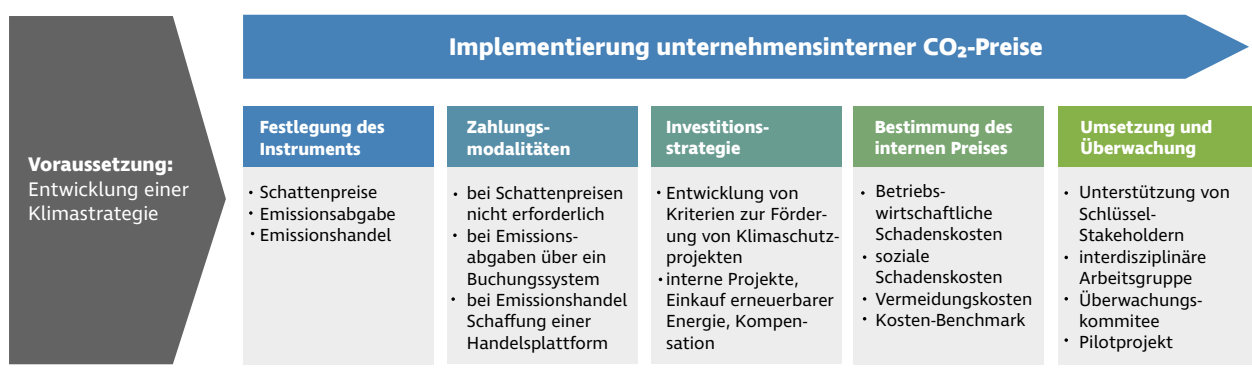 Implementierung unternehmensinterner CO₂-Preise
Voraussetzung:
Entwicklung einer
Klimastrategie
Festlegung des
Instruments
· Schattenpreise
· Emissionsabgabe
· Emissionshandel
Zahlungs-
modalitäten
· bei Schattenpreisen
nicht erforderlich
· bei Emissions-
abgaben über ein
Buchungssystem
· bei Emissionshandel
Schaffung einer
Handelsplattform
Investitions-
strategie
· Entwicklung von
Kriterien zur Förder-
ung von Klimaschutz-
projekten
· interne Projekte,
Einkauf erneuerbarer
Energie, Kompen-
sation
Bestimmung des
internen Preises
· Betriebs-
wirtschaftliche
Schadenskosten
· soziale
Schadenskosten
· Vermeidungskosten
· Kosten-Benchmark
Umsetzung und
Überwachung
· Unterstützung von
Schlüssel-
Stakeholdern
· interdisziplinäre
Arbeitsgruppe
· Überwachungs-
kommitee
· Pilotprojekt